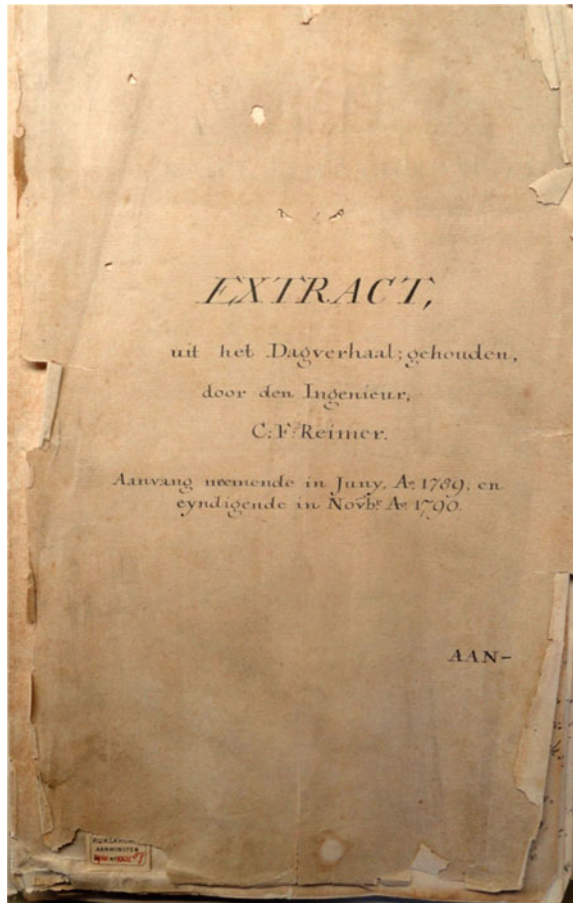 EXTRACT,
uit het Dagverhaal; gehouden,
door den Ingenieur,
C: F: Reimer.
Aanvang neemende in Juny, Aº 1789, en
eyndigende in Novbr. Aº 1790.
AAN-
AANWINSTEN